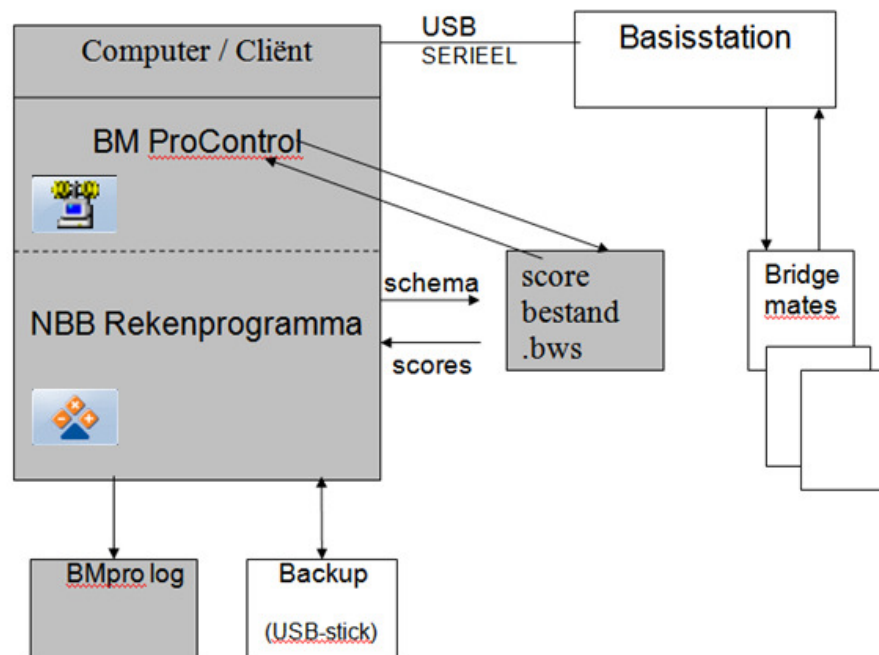 Computer / Cliënt
USB
SERIEEL
Basisstation
BM ProControl
NBB Rekenprogramma
schema
scores
score
bestand
.bws
Bridge
mates
BMpro log
Backup
(USB-stick)